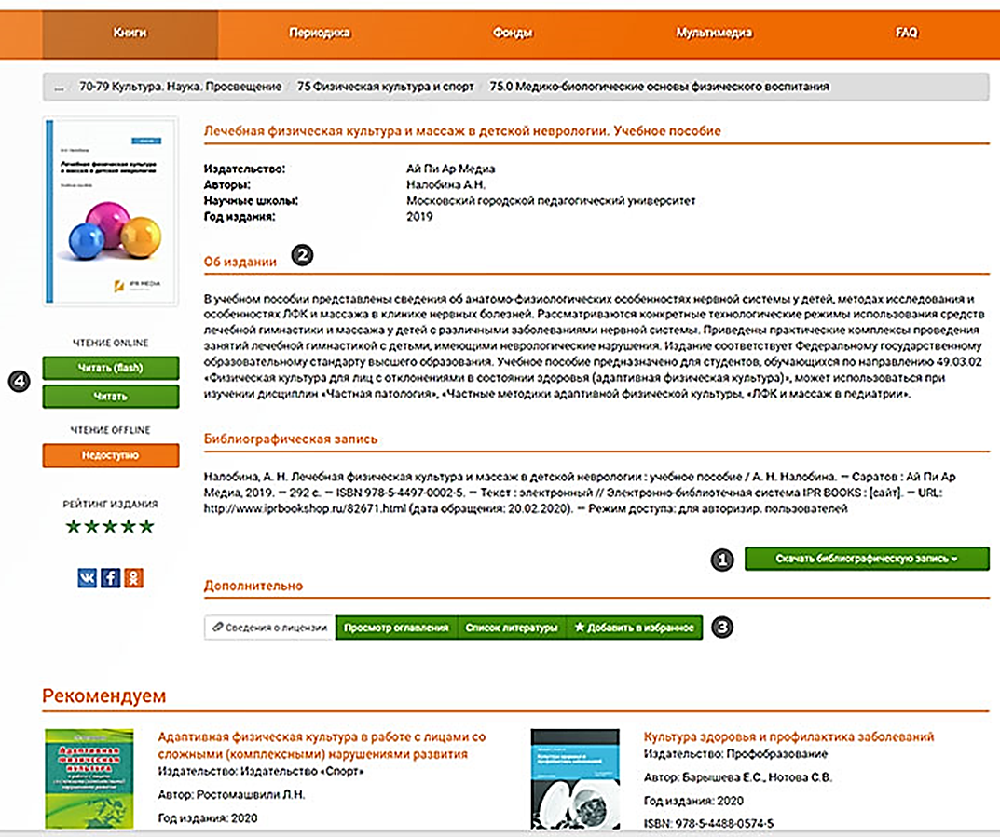 Книги Периодика Фонды Мультимедиа FAQ
... 70-79 Культура. Наука. Просвещение 75 Физическая культура и спорт 75.0 Медико-биологические основы физического воспитания
Лечебная физическая культура и массаж в детской неврологии. Учебное пособие
Издательство: Ай Пи Ар Медиа
Авторы: Налобина А.Н.
Научные школы: Московский городской педагогический университет
Год издания: 2019
Лечебная физическая культура
и массаж в детской неврологии
IPR MEDIA
Об издании 2
В учебном пособии представлены сведения об анатомо-физиологических особенностях нервной системы у детей, методах исследования и
особенностях ЛФК и массажа в клинике нервных болезней. Рассматриваются конкретные технологические режимы использования средств
лечебной гимнастики и массажа у детей с различными заболеваниями нервной системы. Приведены практические комплексы проведения
занятий лечебной гимнастикой с детьми, имеющими неврологические нарушения. Издание соответствует Федеральному государственному
образовательному стандарту высшего образования. Учебное пособие предназначено для студентов, обучающихся по направлению 49.03.02
«Физическая культура для лиц с отклонениями в состоянии здоровья (адаптивная физическая культура)», может использоваться при
изучении дисциплин «Частная патология», «Частные методики адаптивной физической культуры, «ЛФК и массаж в педиатрии».
ЧТЕНИЕ ONLINE
Читать (flash)
4
Читать
ЧТЕНИЕ OFFLINE
Недоступно
РЕЙТИНГ ИЗДАНИЯ
Библиографическая запись
Налобина, А. Н. Лечебная физическая культура и массаж в детской неврологии : учебное пособие / А. Н. Налобина. — Саратов : Ай Пи Ар
Медиа, 2019. — 292 c. — ISBN 978-5-4497-0002-5. — Текст : электронный // Электронно-библиотечная система IPR BOOKS : [сайт]. — URL:
http://www.iprbookshop.ru/82671.html (дата обращения: 20.02.2020). — Режим доступа: для авторизир. пользователей
1 Скачать библиографическую запись
Дополнительно
Сведения о лицензии Просмотр оглавления Список литературы ★ Добавить в избранное 3
Рекомендуем
Адаптивная
физическая
культура
Адаптивная физическая культура в работе с лицами со
сложными (комплексными) нарушениями развития
Издательство: Издательство «Спорт»
Автор: Ростомашвили Л.Н.
Год издания: 2020
Культура здоровья и профилактика заболеваний
Издательство: Профобразование
Автор: Барышева Е.С., Нотова С.В.
Год издания: 2020
ISBN: 978-5-4488-0574-5